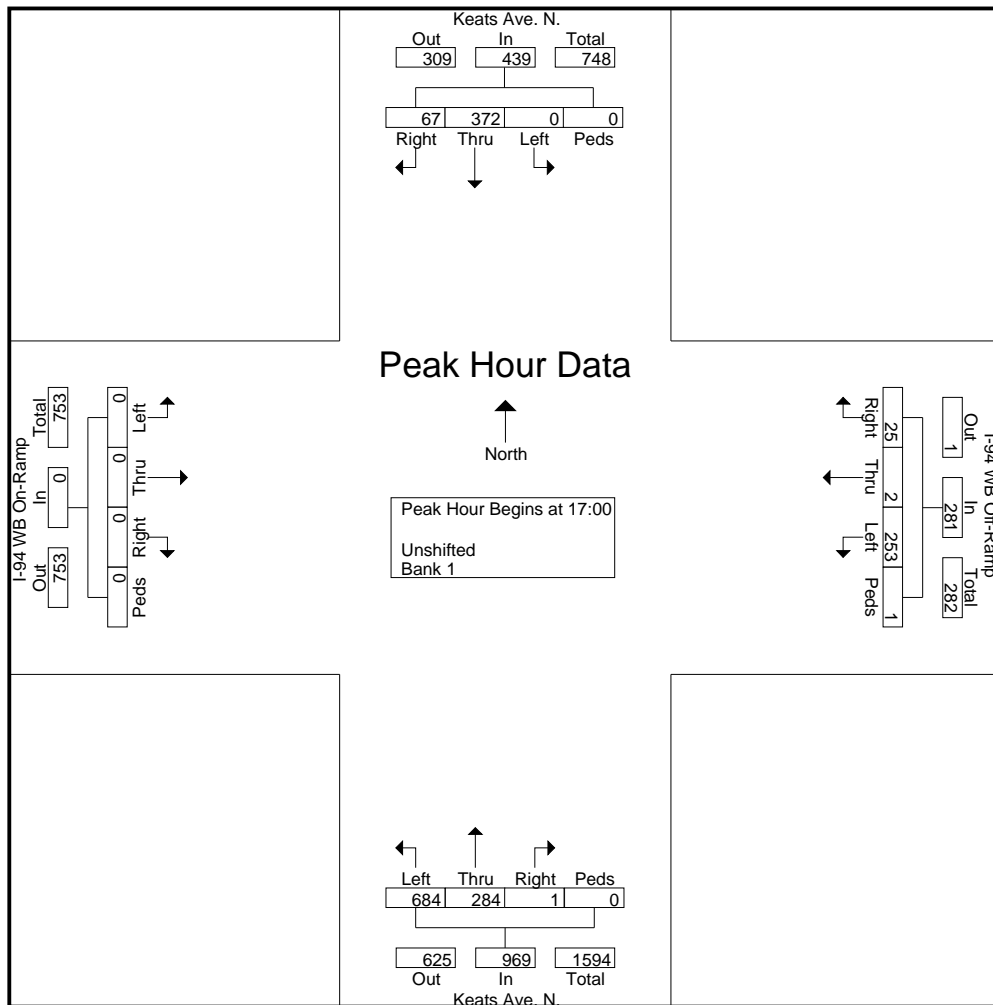 Keats Ave. N.
Out In Total
309 439 748
67 372 0 0
Right Thru Left Peds
Peak Hour Data
North
Peak Hour Begins at 17:00
Unshifted
Bank 1
I-94 WB On-Ramp
Out In Total
753 0 753
0 0 0 0
Left Thru Right Peds
I-94 WB Off-Ramp
Out In Total
1 281 282
25 2 253 1
Right Thru Left Peds
Left Thru Right Peds
684 284 1 0
625 969 1594
Out In Total
Keats Ave. N.